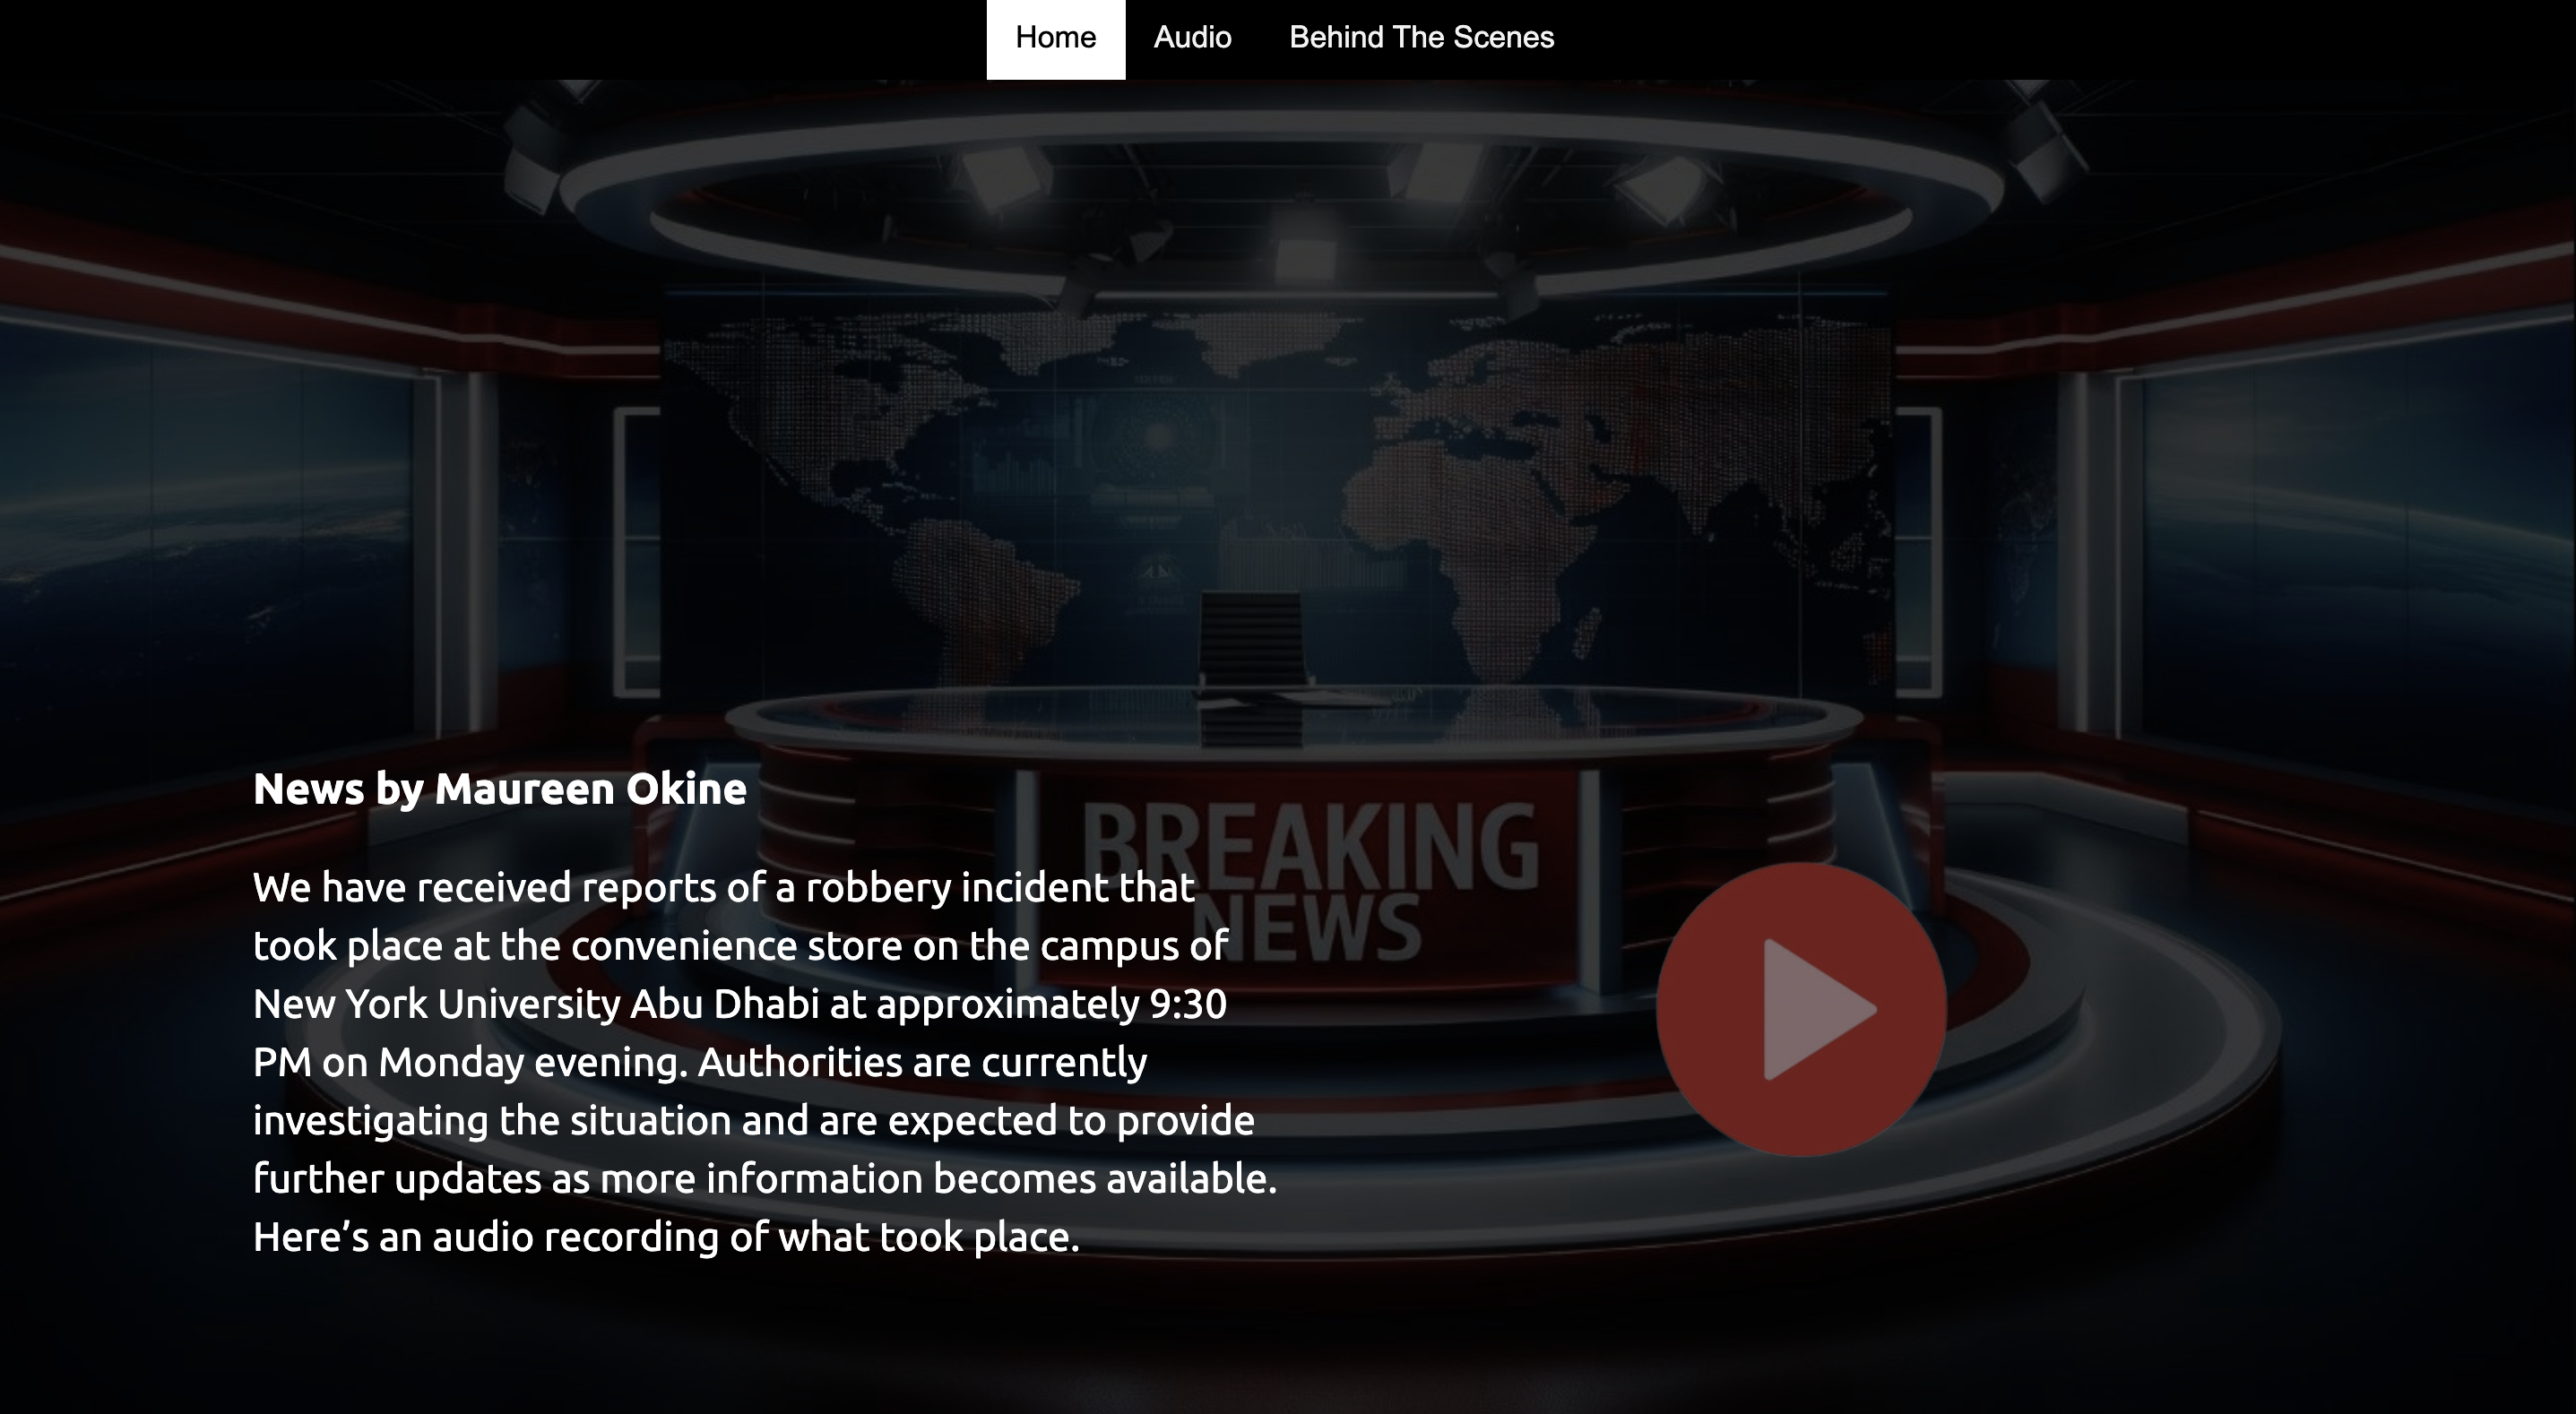 Home Audio Behind The Scenes
BREAKING
NEWS
News by Maureen Okine
We have received reports of a robbery incident that
took place at the convenience store on the campus of
New York University Abu Dhabi at approximately 9:30
PM on Monday evening. Authorities are currently
investigating the situation and are expected to provide
further updates as more information becomes available.
Here’s an audio recording of what took place.